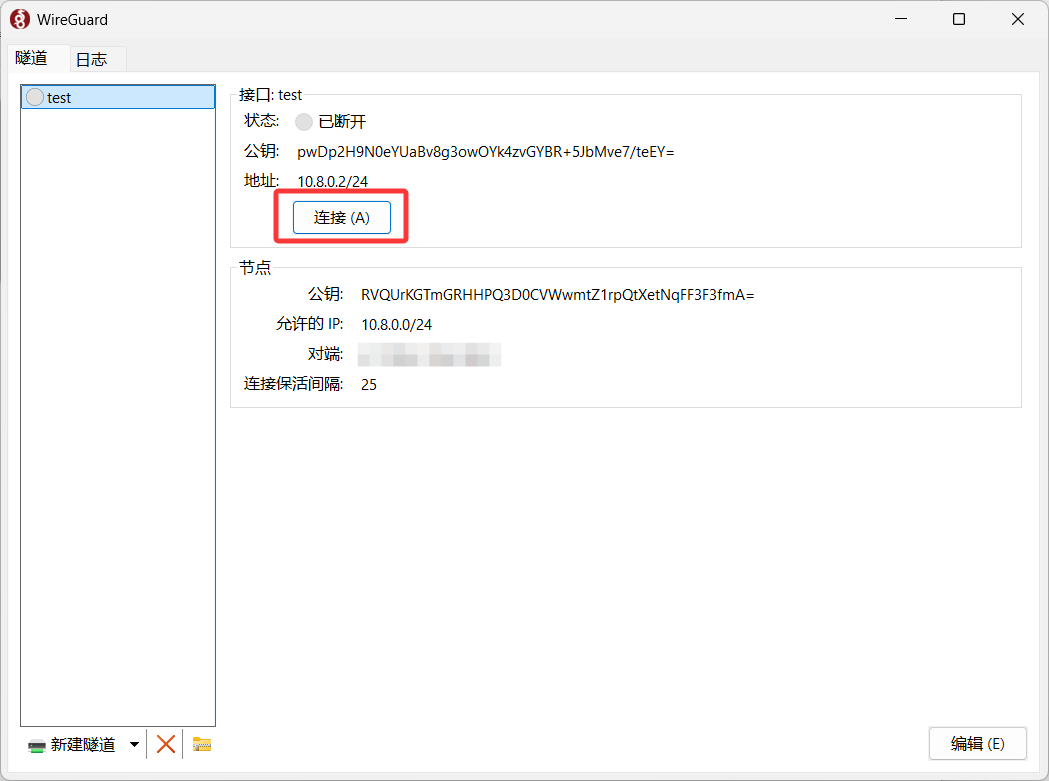 WireGuard
隧道 日志
test
接口: test
状态: 已断开
公钥: pwDp2H9N0eYUaBv8g3owOYk4zvGYBR+5JbMve7/teEY=
地址: 10.8.0.2/24
连接 (A)
节点
公钥: RVQUrKGTmGRHHPQ3D0CVWwmtZ1rpQtXetNqFF3F3fmA=
允许的 IP: 10.8.0.0/24
对端:
连接保活间隔: 25
新建隧道
编辑 (E)